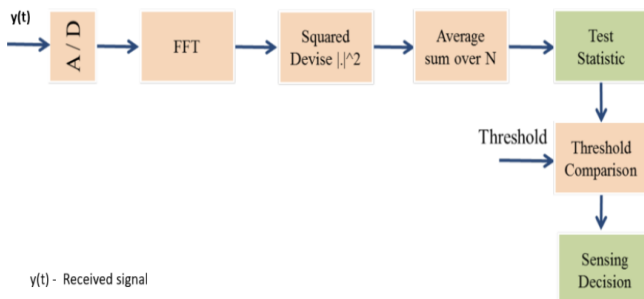 y(t)
A / D
FFT
Squared
Devise |.|^2
Average
sum over N
Test
Statistic
Threshold
Threshold
Comparison
Sensing
Decision
y(t) - Received signal